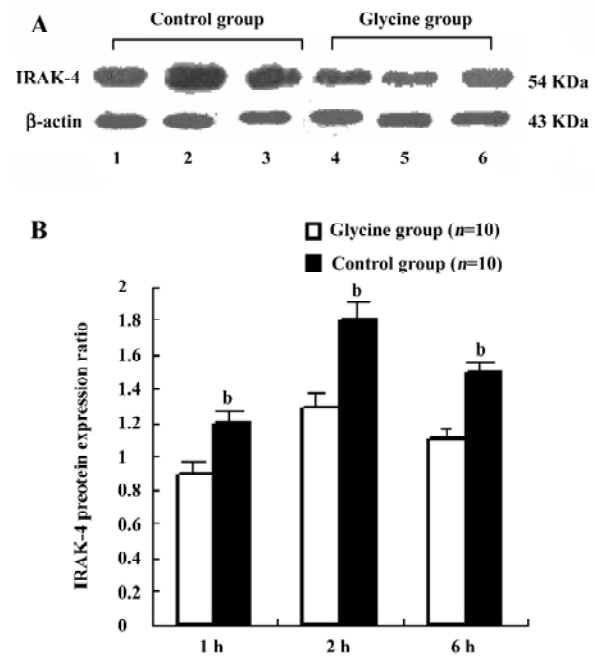 A
Control group Glycine group
IRAK-4 54 KDa
β-actin 43 KDa
1 2 3 4 5 6
B
Glycine group (n=10)
Control group (n=10)
IRAK-4 preotein expression ratio
2
1.8
1.6
1.4
1.2
1
0.8
0.6
0.4
0.2
0
b
b
b
1 h 2 h 6 h